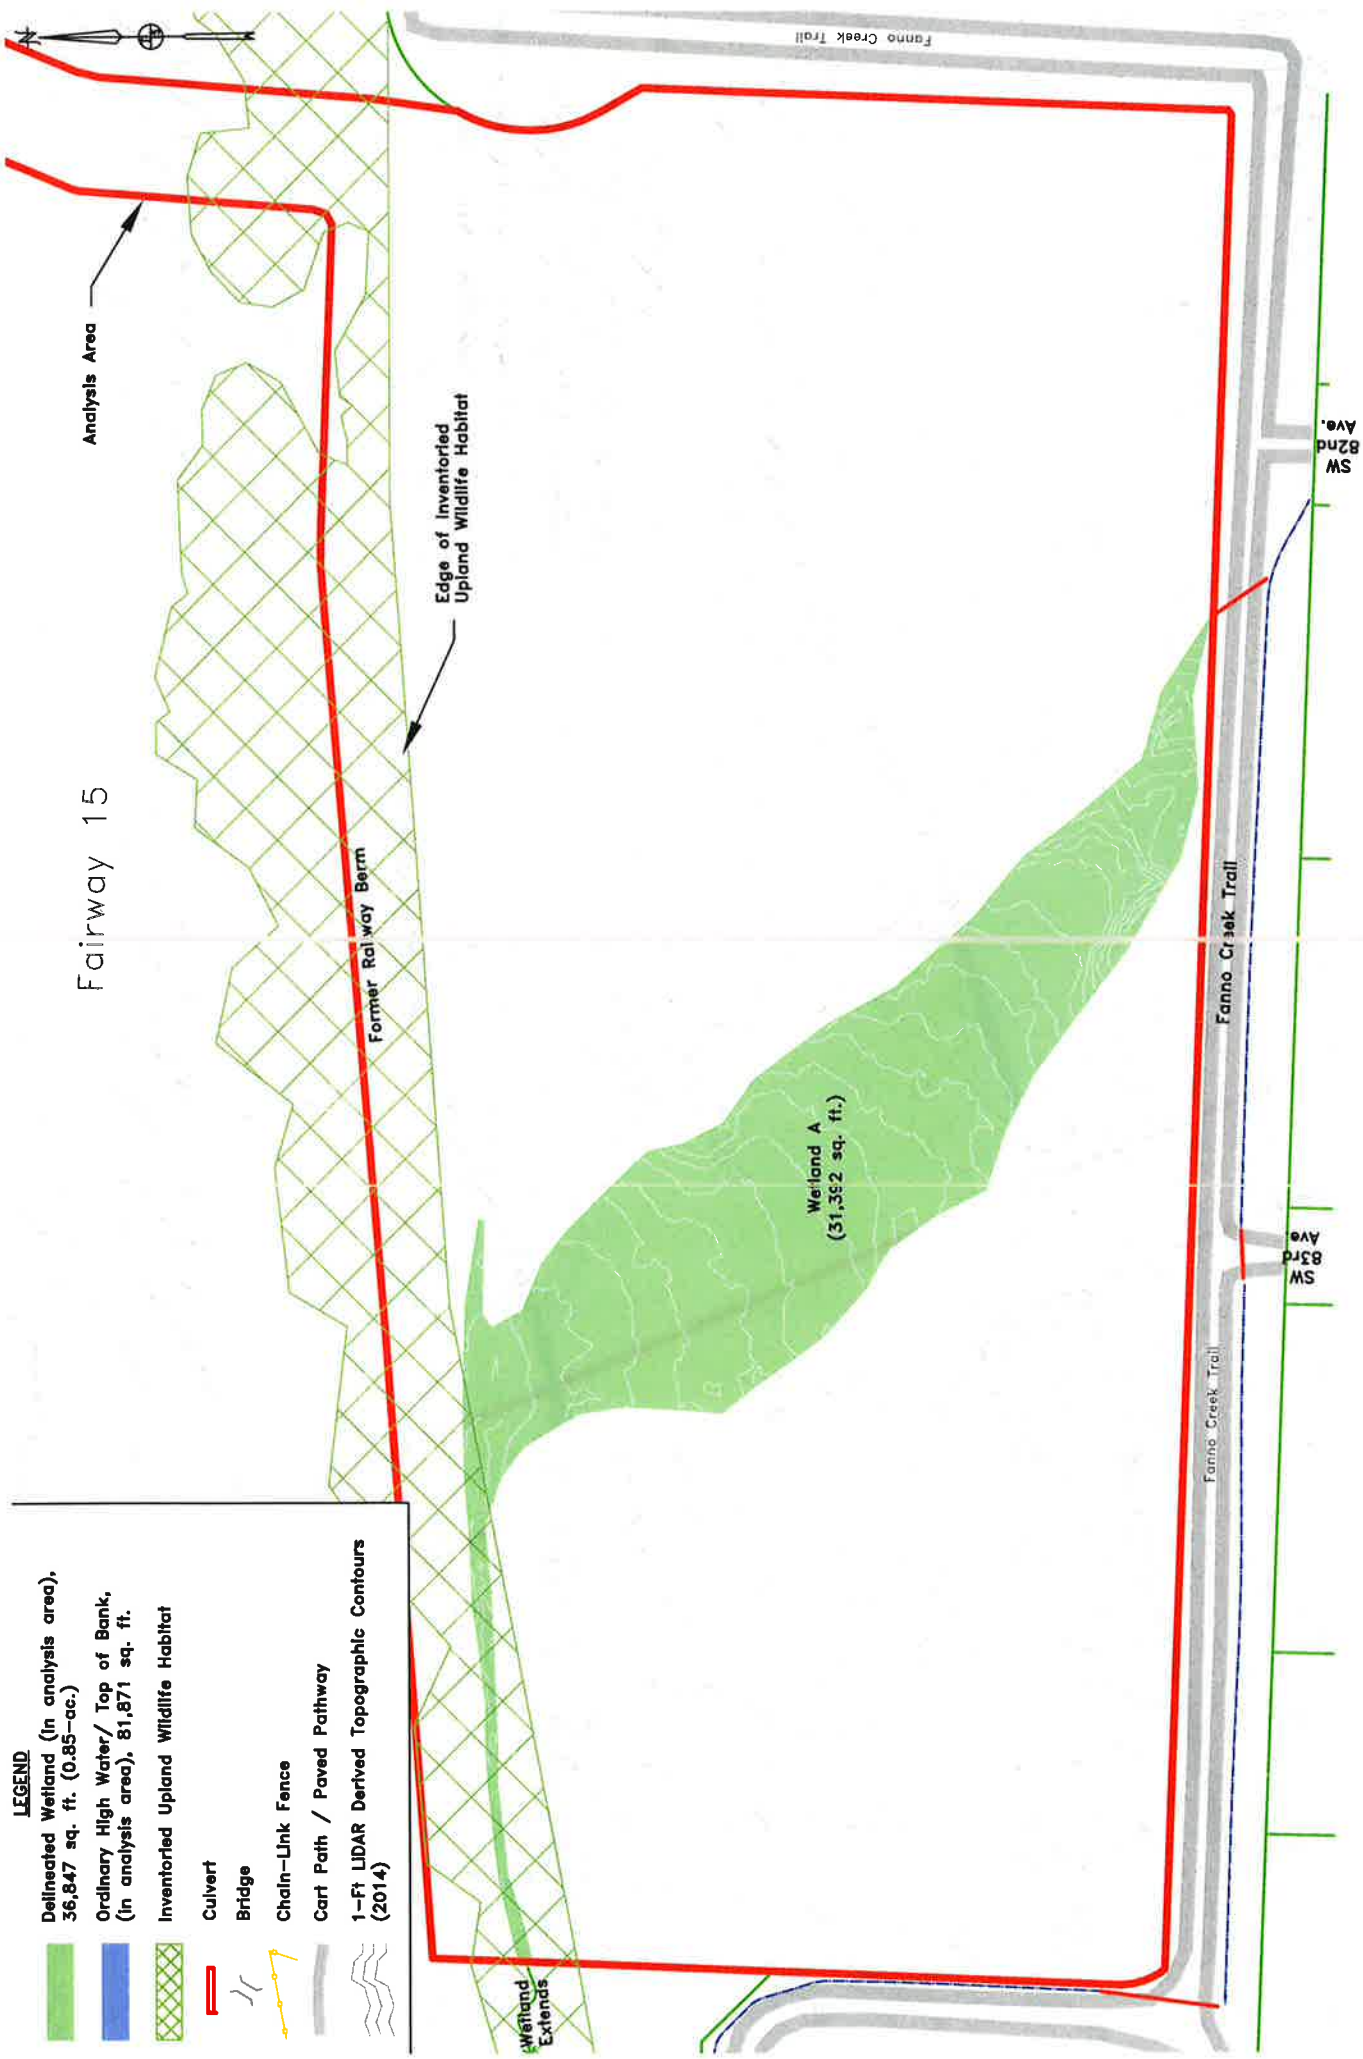 LEGEND
Delineated Wetland (in analysis area),
36,847 sq. ft. (0.85-ac.)
Ordinary High Water/ Top of Bank,
(in analysis area), 81,871 sq. ft.
Inventoried Upland Wildlife Habitat
Culvert
Bridge
Chain-Link Fence
Cart Path / Paved Pathway
1-Ft LiDAR Derived Topographic Contours
(2014)
Fairway 15
Analysis Area
N
Former Railway Berm
Edge of Inventoried
Upland Wildlife Habitat
Wetland
Extends
Wetland A
(31,392 sq. ft.)
Fanno Creek Trail
Fanno Creek Trail
Fanno Creek Trail
SW
83rd
Ave.
SW
82nd
Ave.